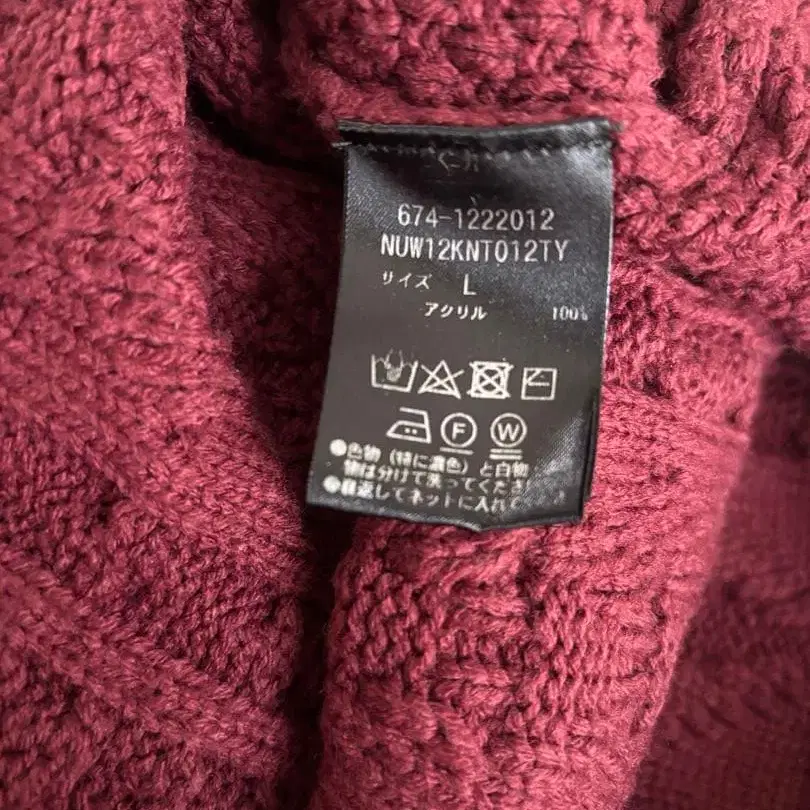 674-1222012
NUW12KNT012TY
サイズ L
アクリル 100%
F W
●色物(特に濃色)と白物
物は分けて洗ってくださ
●裏返してネットに入れ